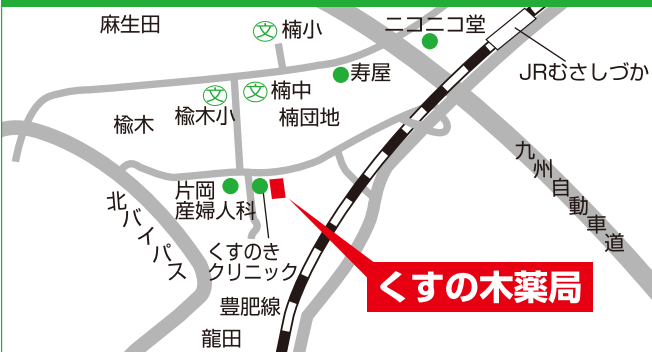 麻生田
文
楠小
ニコニコ堂
寿屋
JRむさしづか
文
文
楠中
楡木
楡木小
楠団地
九州自動車道
片岡
産婦人科
北バイパス
くすのき
クリニック
くすの木薬局
豊肥線
龍田